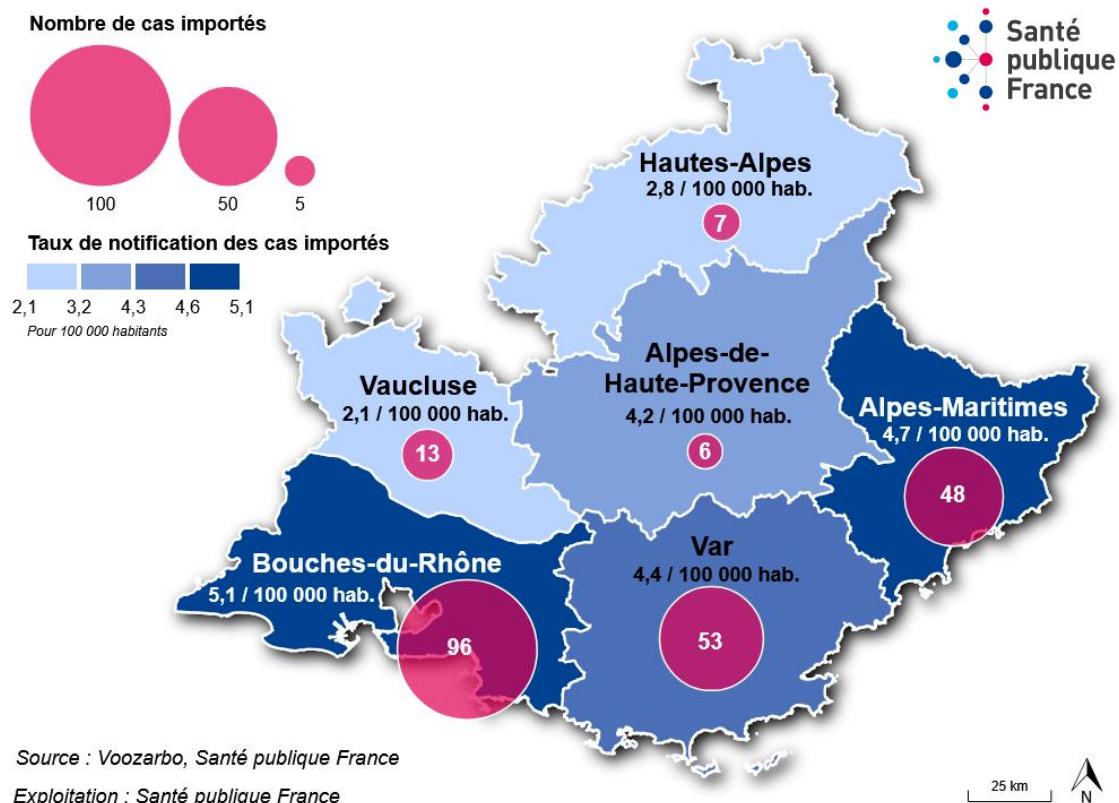 Nombre de cas importés
100
50
5
Taux de notification des cas importés
2,1
3,2
4,3
4,6
5,1
Pour 100 000 habitants
Santé
publique
France
Hautes-Alpes
2,8 / 100 000 hab.
7
Alpes-de-
Haute-Provence
4,2 / 100 000 hab.
6
Vaucluse
2,1 / 100 000 hab.
13
Alpes-Maritimes
4,7 / 100 000 hab.
48
Bouches-du-Rhône
5,1 / 100 000 hab.
96
Var
4,4 / 100 000 hab.
53
Source : Voozarbo, Santé publique France
Exploitation : Santé publique France
25 km
N